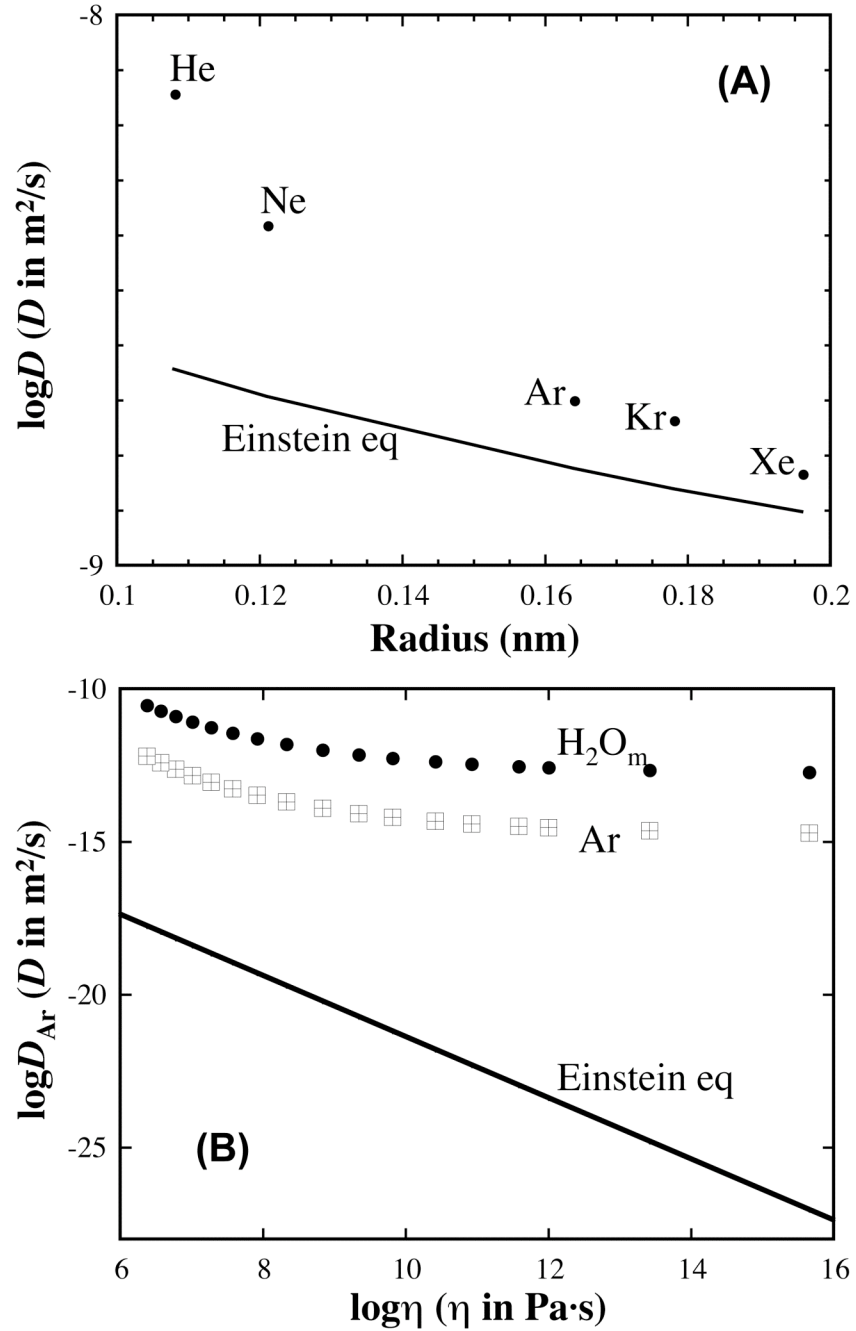 -8
He
(A)
Ne
logD (D in m²/s)
Ar
Kr
Einstein eq
Xe
-9
0.1
0.12
0.14
0.16
0.18
0.2
Radius (nm)
-10
H₂Oₘ
-15
Ar
logD_Ar (D in m²/s)
-20
Einstein eq
-25
(B)
6
8
10
12
14
16
logη (η in Pa·s)